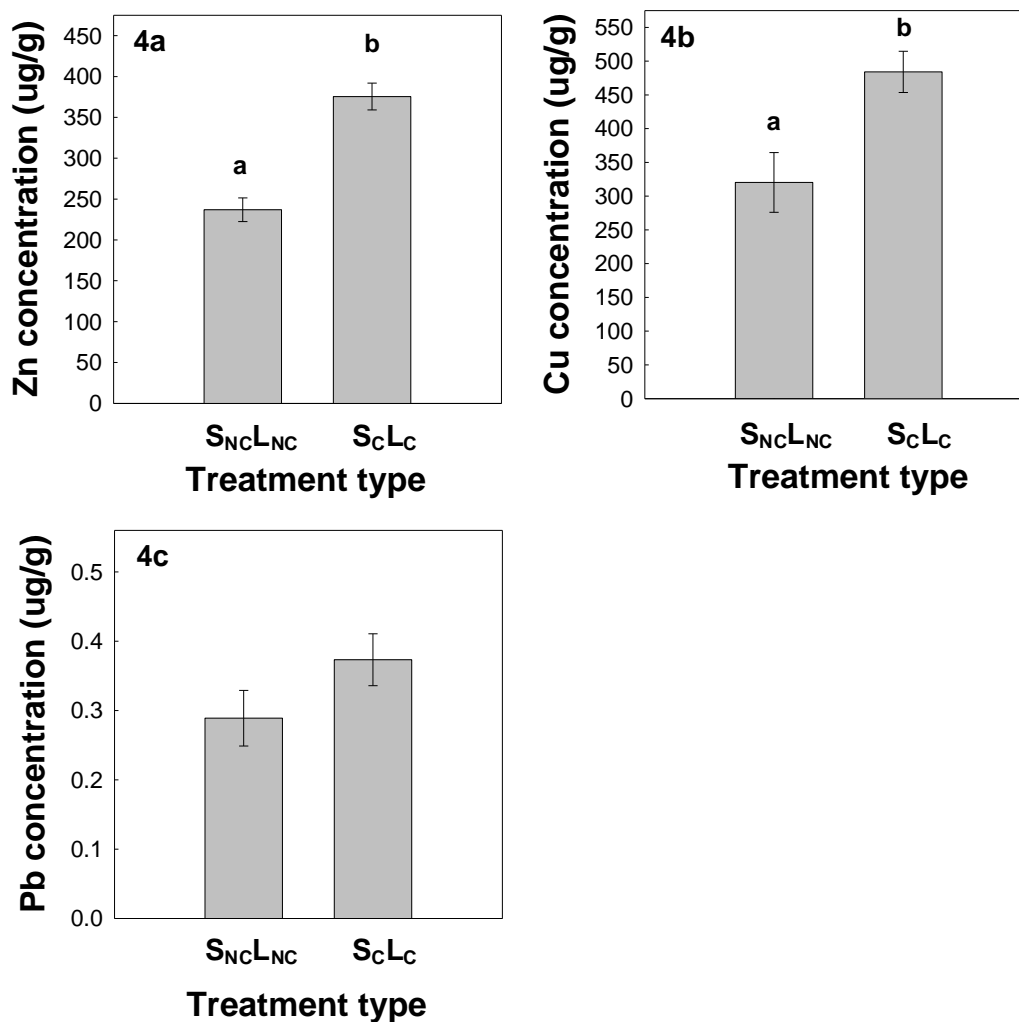 4a
Zn concentration (ug/g)
450
400
350
300
250
200
150
100
50
0
a
b
SNCLNC
SCLC
Treatment type
4b
Cu concentration (ug/g)
550
500
450
400
350
300
250
200
150
100
50
0
a
b
SNCLNC
SCLC
Treatment type
4c
Pb concentration (ug/g)
0.5
0.4
0.3
0.2
0.1
0.0
SNCLNC
SCLC
Treatment type